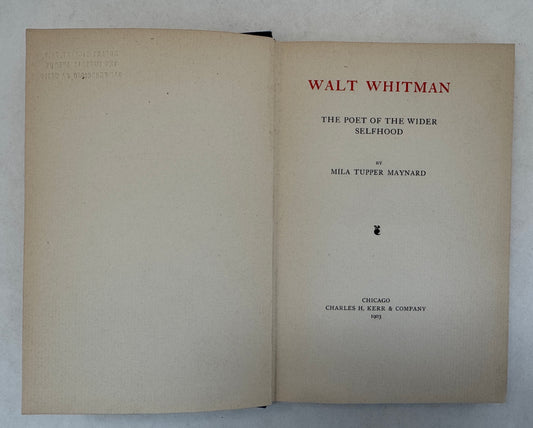 WALT WHITMAN
THE POET OF THE WIDER
SELFHOOD
BY
MILA TUPPER MAYNARD
CHICAGO
CHARLES H. KERR & COMPANY
1903